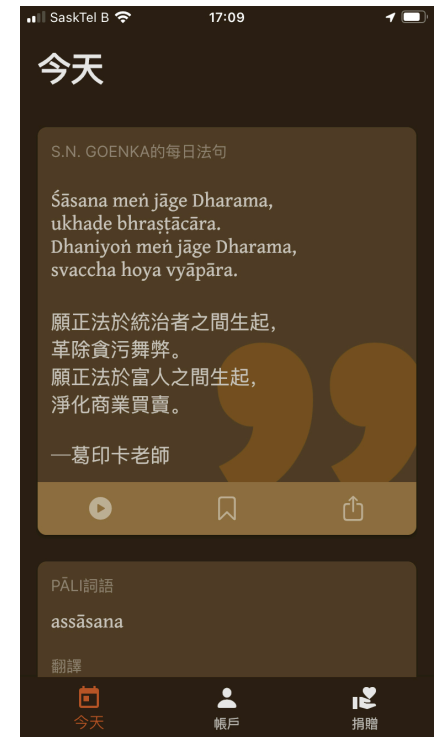 SaskTel B 17:09
今天
S.N. GOENKA的每日法句
Śāsana meṅ jāge Dharama,
ukhaḍe bhraṣṭācāra.
Dhaniyoṅ meṅ jāge Dharama,
svaccha hoya vyāpāra.
願正法於統治者之間生起,
革除貪污舞弊。
願正法於富人之間生起,
淨化商業買賣。
—葛印卡老師
PĀLI詞語
assāsana
翻譯
今天 帳戶 捐贈